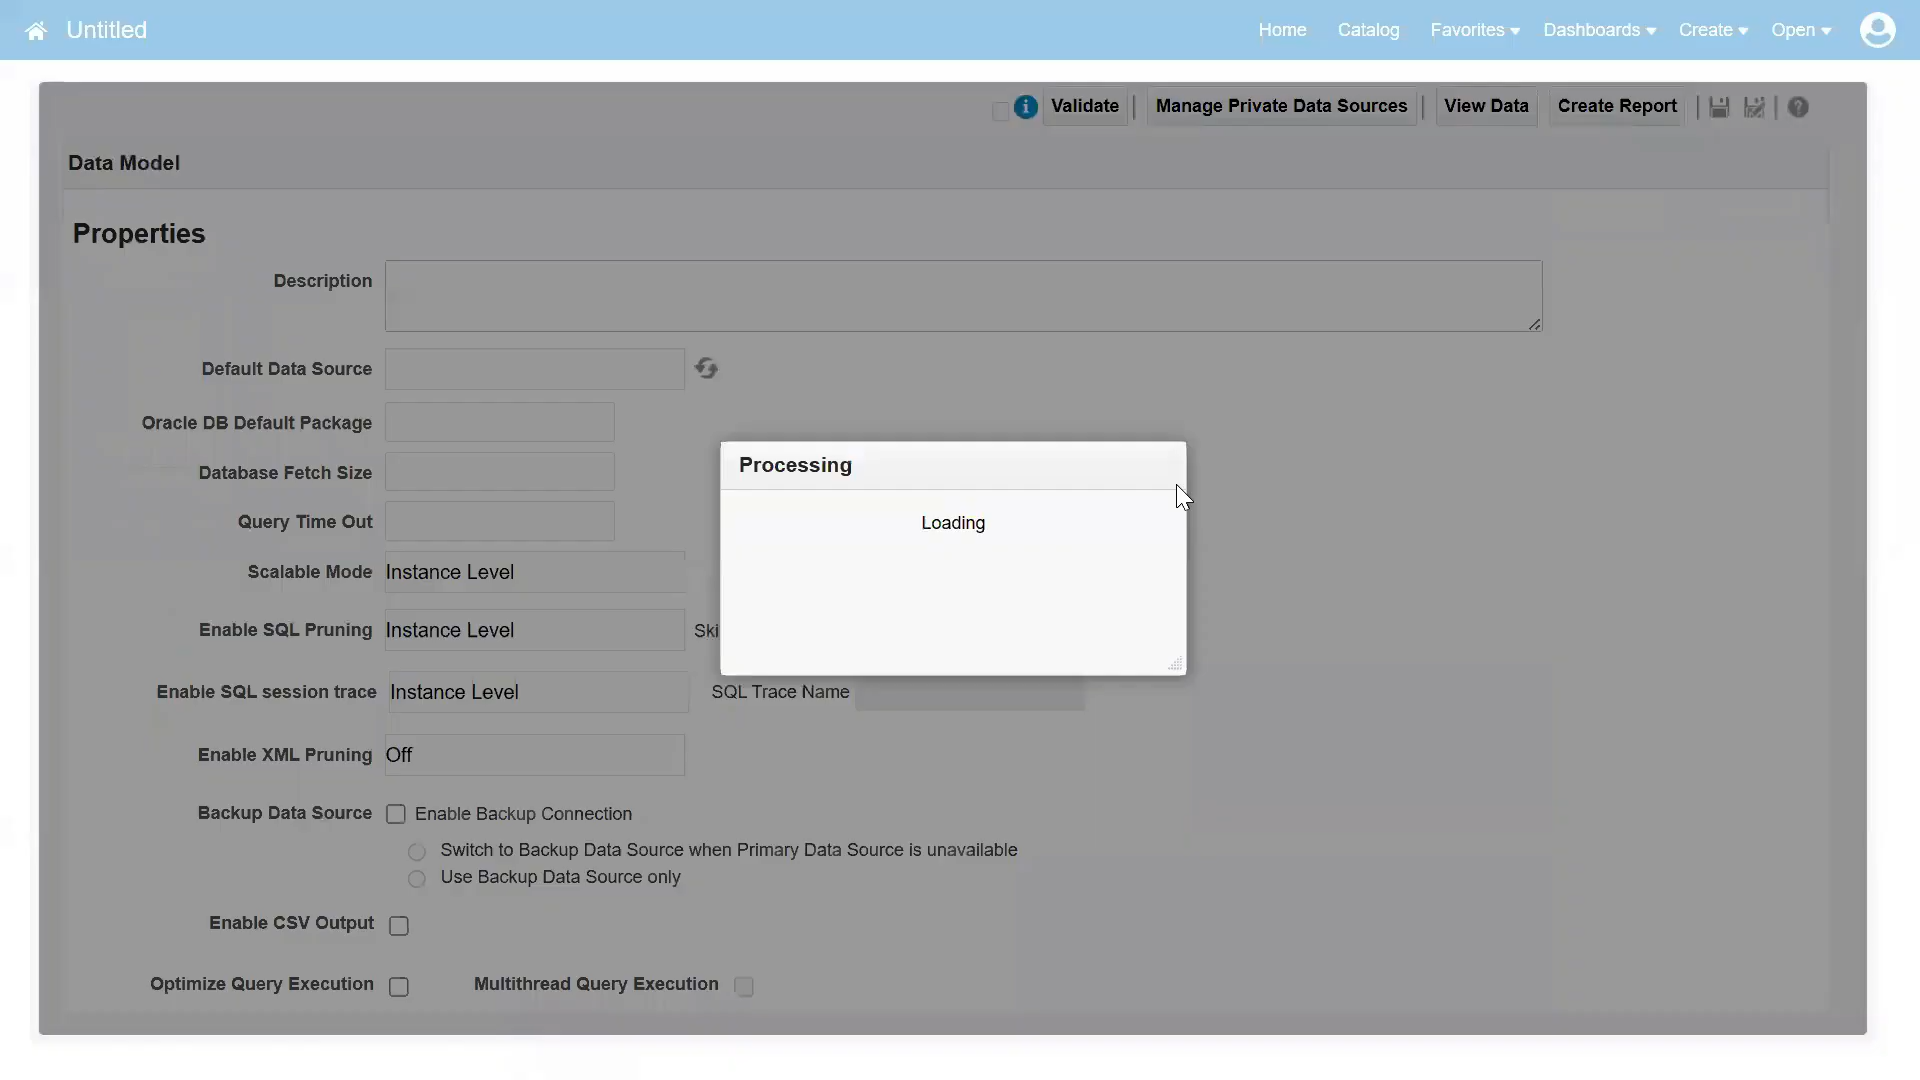 Untitled
Home Catalog Favorites Dashboards Create Open
Validate Manage Private Data Sources View Data Create Report
Data Model
Properties
Description
Default Data Source
Oracle DB Default Package
Processing
Database Fetch Size
Query Time Out
Loading
Scalable Mode Instance Level
Enable SQL Pruning Instance Level Ski
Enable SQL session trace Instance Level SQL Trace Name
Enable XML Pruning Off
Backup Data Source Enable Backup Connection
Switch to Backup Data Source when Primary Data Source is unavailable
Use Backup Data Source only
Enable CSV Output
Optimize Query Execution Multithread Query Execution